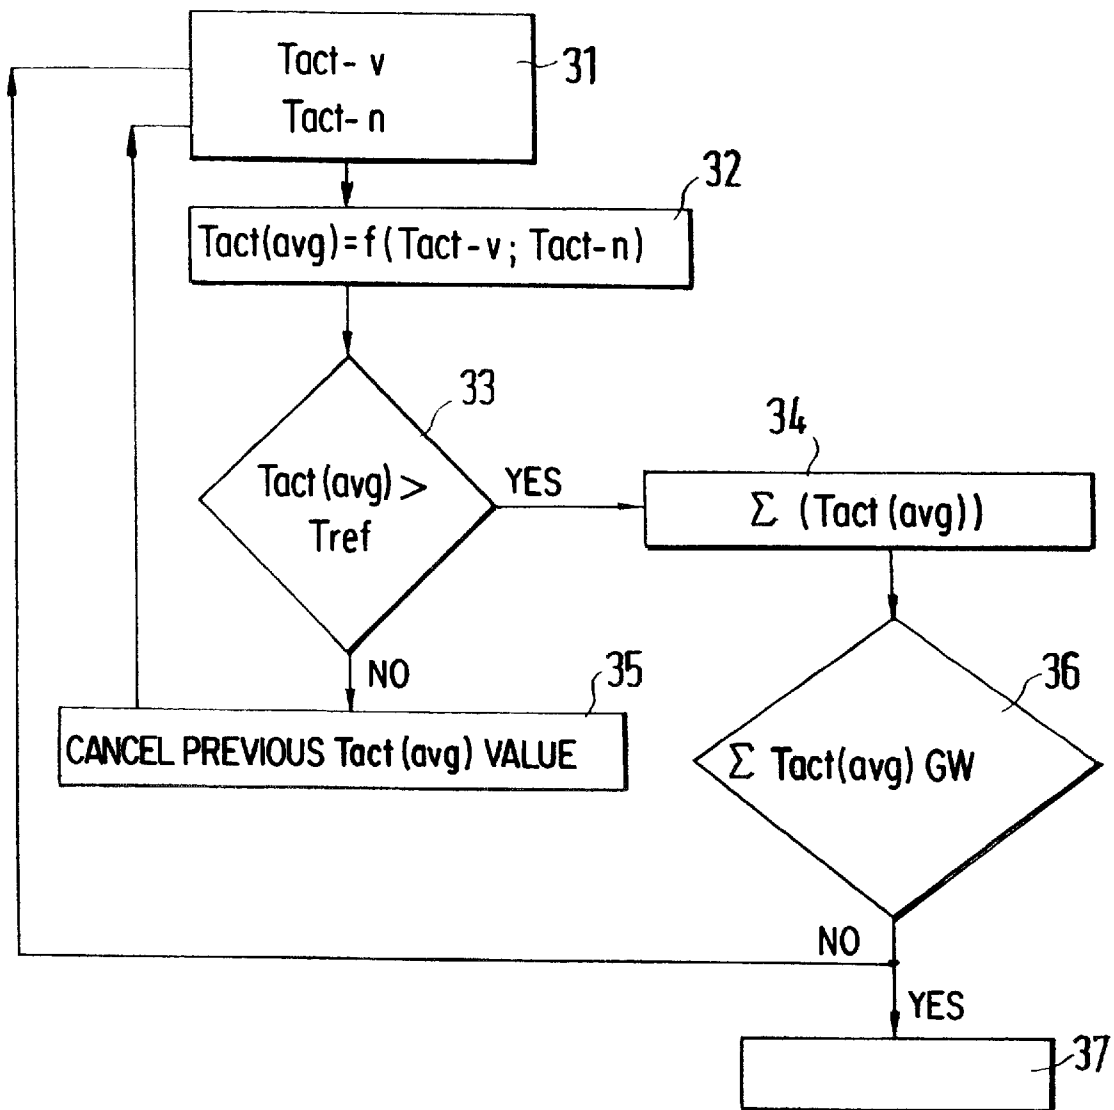 Tact- v
Tact- n
31
32
Tact(avg)=f(Tact-v; Tact-n)
33
Tact(avg) >
Tref
YES
34
Σ (Tact(avg))
NO
35
CANCEL PREVIOUS Tact(avg) VALUE
36
Σ Tact(avg) GW
NO
YES
37